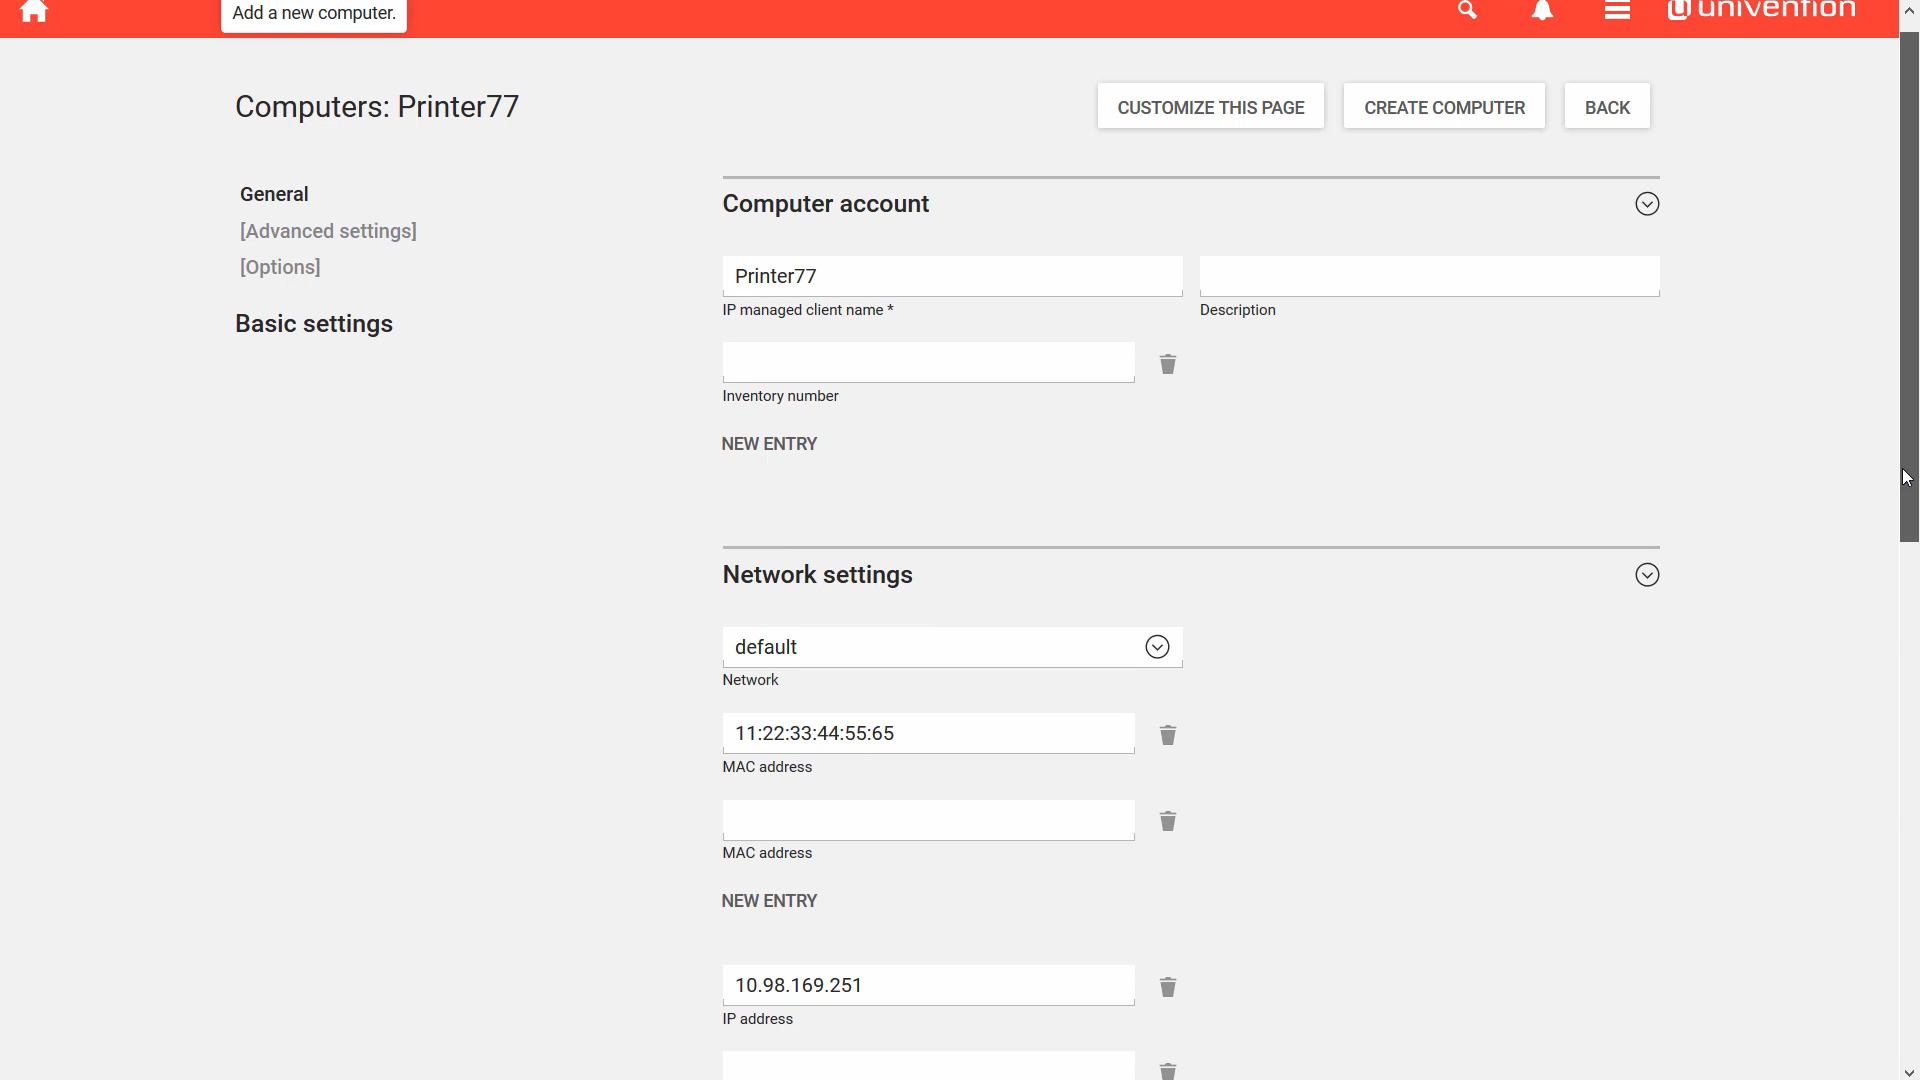 Add a new computer.
univention
Computers: Printer77
CUSTOMIZE THIS PAGE
CREATE COMPUTER
BACK
General
[Advanced settings]
[Options]
Basic settings
Computer account
Printer77
IP managed client name *
Description
Inventory number
NEW ENTRY
Network settings
default
Network
11:22:33:44:55:65
MAC address
MAC address
NEW ENTRY
10.98.169.251
IP address